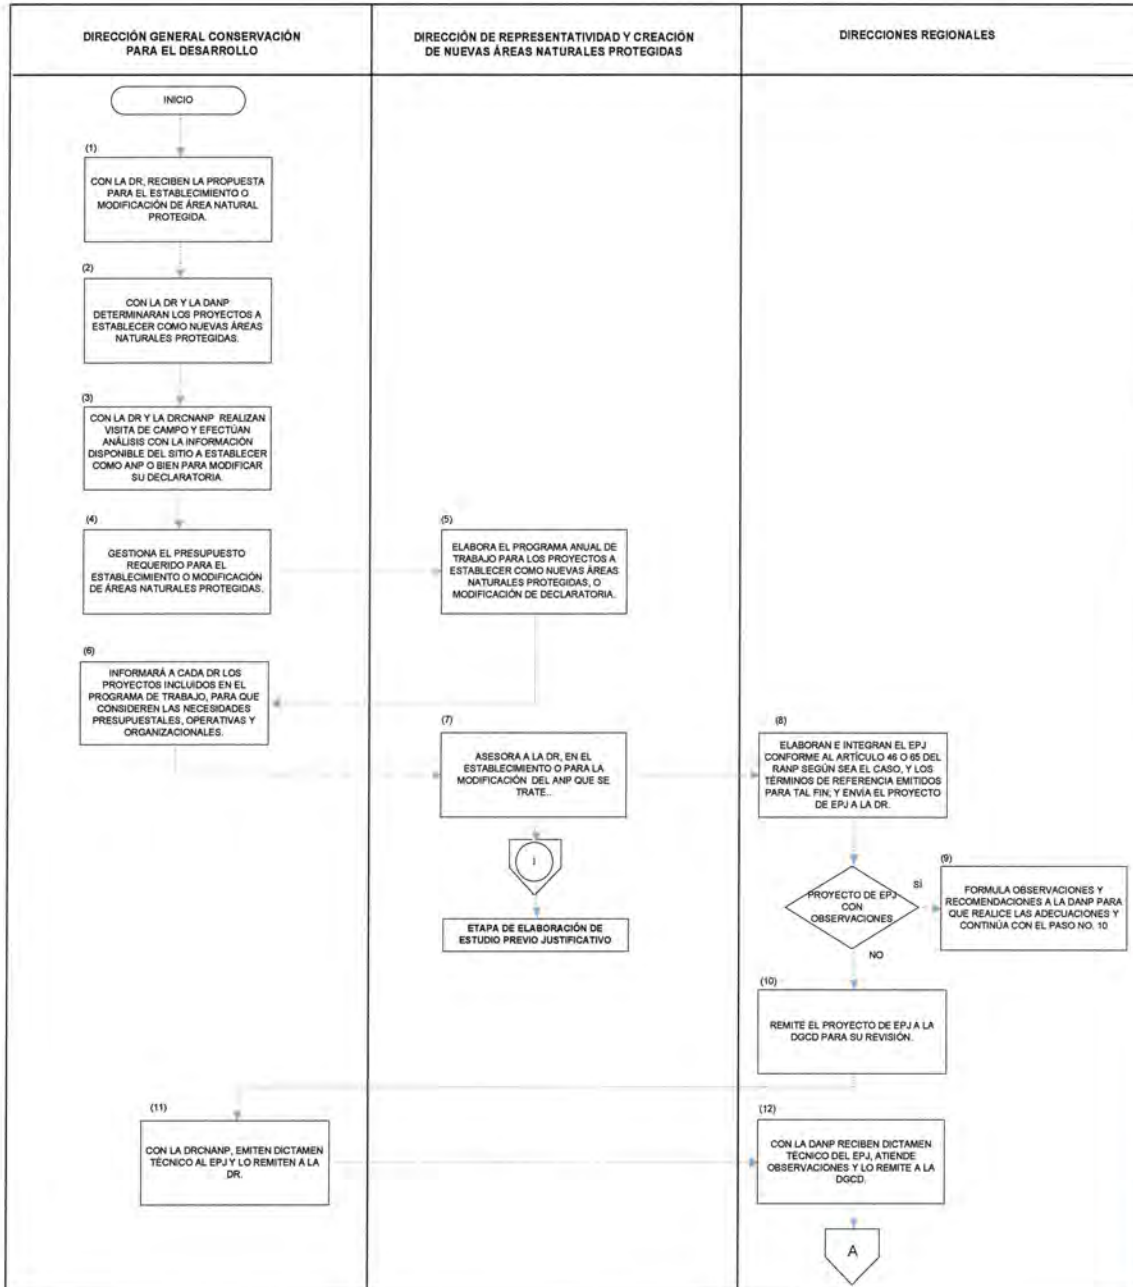 DIRECCIÓN GENERAL CONSERVACIÓN
PARA EL DESARROLLO
DIRECCIÓN DE REPRESENTATIVIDAD Y CREACIÓN
DE NUEVAS ÁREAS NATURALES PROTEGIDAS
DIRECCIONES REGIONALES
INICIO
(1)
CON LA DR, RECIBEN LA PROPUESTA
PARA EL ESTABLECIMIENTO O
MODIFICACIÓN DE ÁREA NATURAL
PROTEGIDA.
(2)
CON LA DR Y LA DANP
DETERMINARAN LOS PROYECTOS A
ESTABLECER COMO NUEVAS ÁREAS
NATURALES PROTEGIDAS.
(3)
CON LA DR Y LA DRCNANP REALIZAN
VISITA DE CAMPO Y EFECTÚAN
ANÁLISIS CON LA INFORMACIÓN
DISPONIBLE DEL SITIO A ESTABLECER
COMO ANP O BIEN PARA MODIFICAR
SU DECLARATORIA.
(4)
GESTIONA EL PRESUPUESTO
REQUERIDO PARA EL
ESTABLECIMIENTO O MODIFICACIÓN
DE ÁREAS NATURALES PROTEGIDAS.
(5)
ELABORA EL PROGRAMA ANUAL DE
TRABAJO PARA LOS PROYECTOS A
ESTABLECER COMO NUEVAS ÁREAS
NATURALES PROTEGIDAS, O
MODIFICACIÓN DE DECLARATORIA.
(6)
INFORMARÁ A CADA DR LOS
PROYECTOS INCLUIDOS EN EL
PROGRAMA DE TRABAJO, PARA QUE
CONSIDEREN LAS NECESIDADES
PRESUPUESTALES, OPERATIVAS Y
ORGANIZACIONALES.
(7)
ASESORA A LA DR, EN EL
ESTABLECIMIENTO O PARA LA
MODIFICACIÓN DEL ANP QUE SE
TRATE..
I
ETAPA DE ELABORACIÓN DE
ESTUDIO PREVIO JUSTIFICATIVO
(8)
ELABORAN E INTEGRAN EL EPJ
CONFORME AL ARTÍCULO 46 O 65 DEL
RANP SEGÚN SEA EL CASO, Y LOS
TÉRMINOS DE REFERENCIA EMITIDOS
PARA TAL FIN; Y ENVÍA EL PROYECTO
DE EPJ A LA DR.
PROYECTO DE EPJ
CON
OBSERVACIONES
SÍ
NO
(9)
FORMULA OBSERVACIONES Y
RECOMENDACIONES A LA DANP PARA
QUE REALICE LAS ADECUACIONES Y
CONTINÚA CON EL PASO NO. 10
(10)
REMITE EL PROYECTO DE EPJ A LA
DGCD PARA SU REVISIÓN.
(11)
CON LA DRCNANP, EMITEN DICTAMEN
TÉCNICO AL EPJ Y LO REMITEN A LA
DR.
(12)
CON LA DANP RECIBEN DICTAMEN
TÉCNICO DEL EPJ, ATIENDE
OBSERVACIONES Y LO REMITE A LA
DGCD.
A